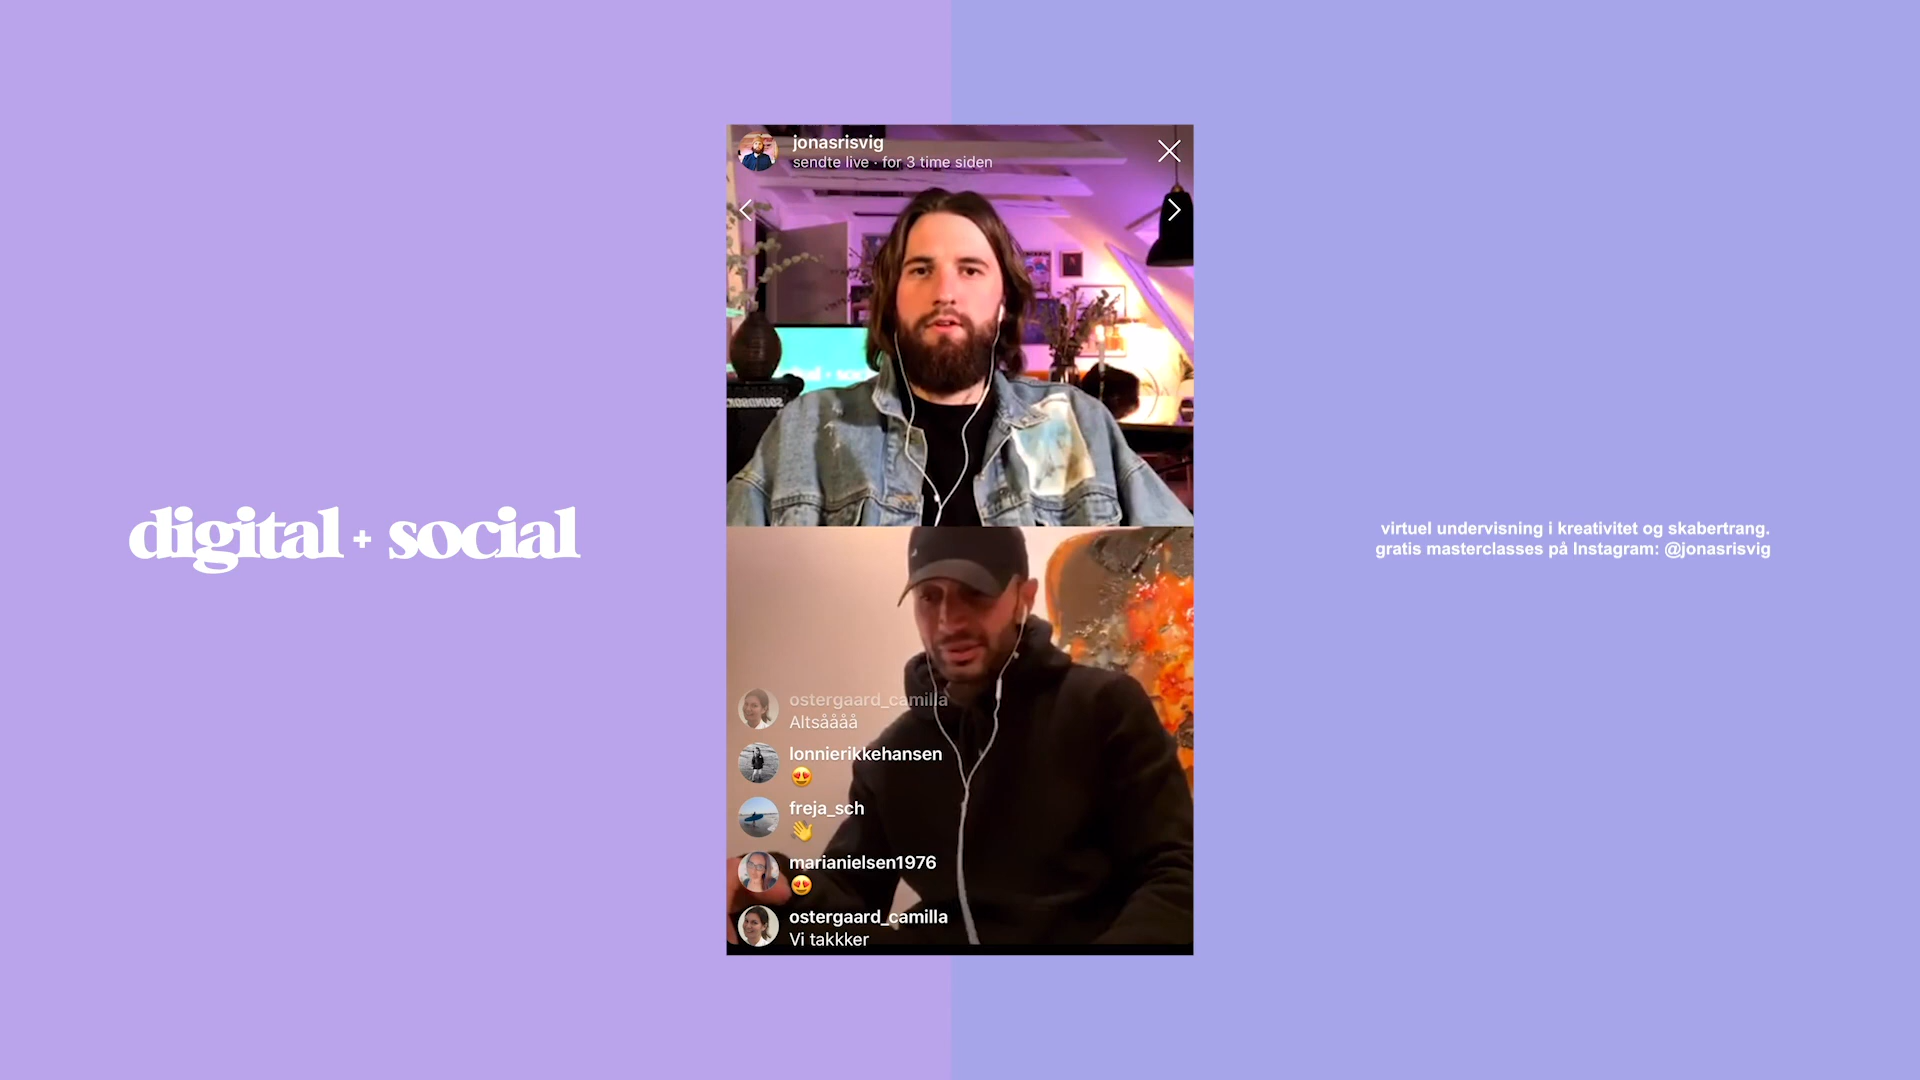 digital + social
jonasrisvig
sendte live · for 3 time siden
ostergaard_camilla
Altsåååå
lonnierikkehansen
😍
freja_sch
👋
marianielsen1976
😍
ostergaard_camilla
Vi takkker
virtuel undervisning i kreativitet og skabertrang.
gratis masterclasses på Instagram: @jonasrisvig